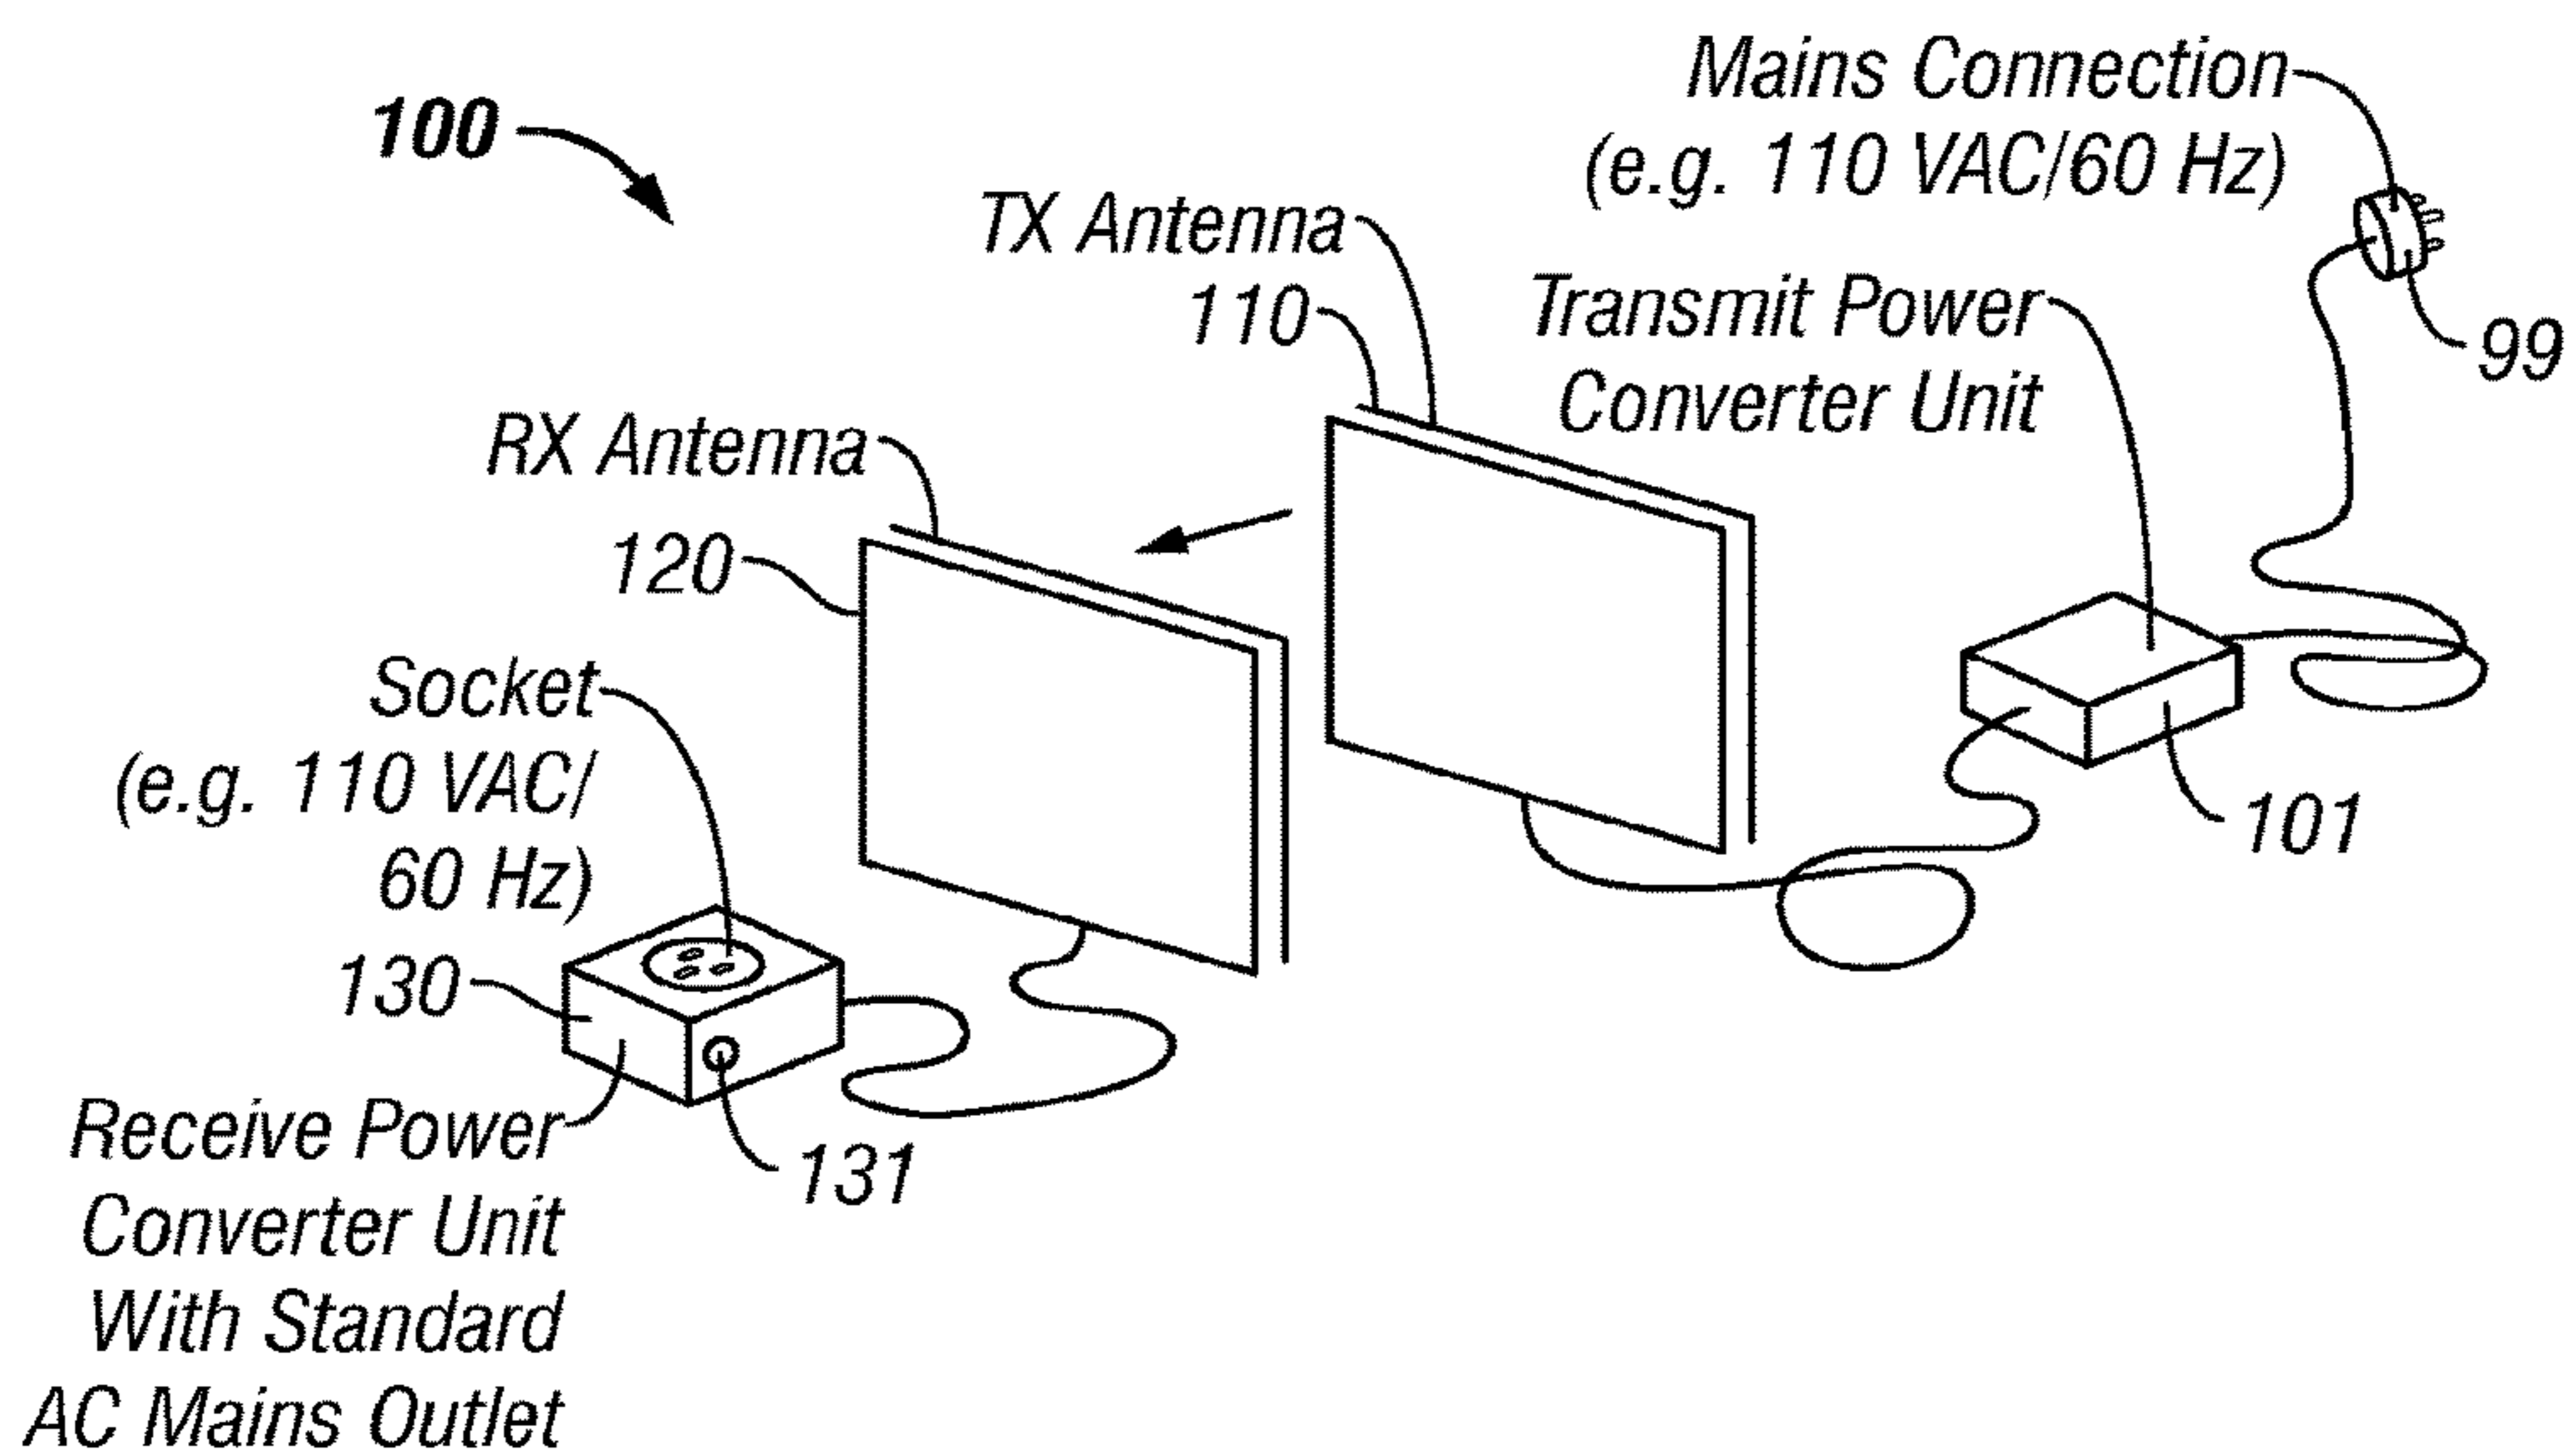 100
Mains Connection
(e.g. 110 VAC/60 Hz)
99
TX Antenna
110
Transmit Power
Converter Unit
RX Antenna
120
101
Socket
(e.g. 110 VAC/
60 Hz)
130
131
Receive Power
Converter Unit
With Standard
AC Mains Outlet